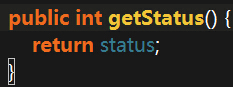 public int getStatus() {
return status;
}